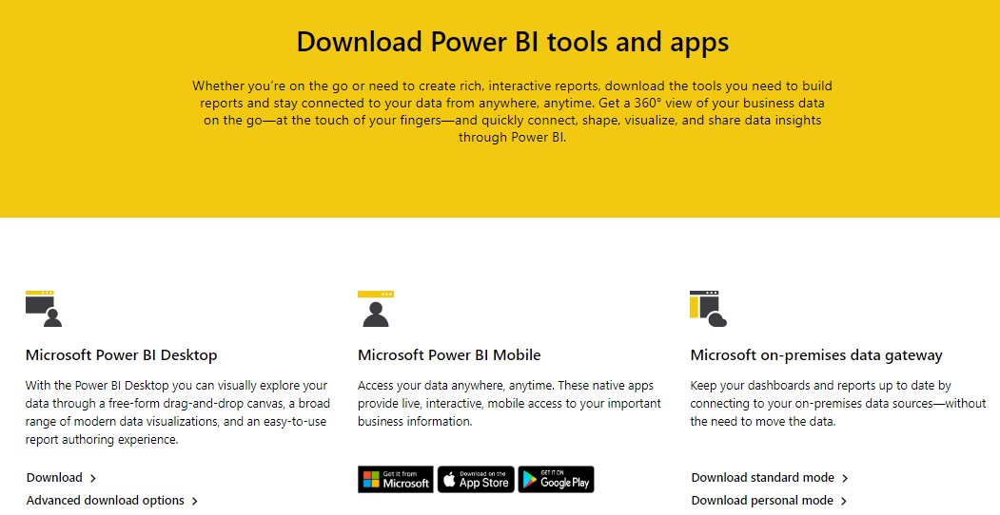 Download Power BI tools and apps
Whether you're on the go or need to create rich, interactive reports, download the tools you need to build
reports and stay connected to your data from anywhere, anytime. Get a 360° view of your business data
on the go—at the touch of your fingers—and quickly connect, shape, visualize, and share data insights
through Power BI.
Microsoft Power BI Desktop
With the Power BI Desktop you can visually explore your
data through a free-form drag-and-drop canvas, a broad
range of modern data visualizations, and an easy-to-use
report authoring experience.
Download
Advanced download options
Microsoft Power BI Mobile
Access your data anywhere, anytime. These native apps
provide live, interactive, mobile access to your important
business information.
Get it from
Microsoft
Download on the
App Store
GET IT ON
Google Play
Microsoft on-premises data gateway
Keep your dashboards and reports up to date by
connecting to your on-premises data sources—without
the need to move the data.
Download standard mode
Download personal mode